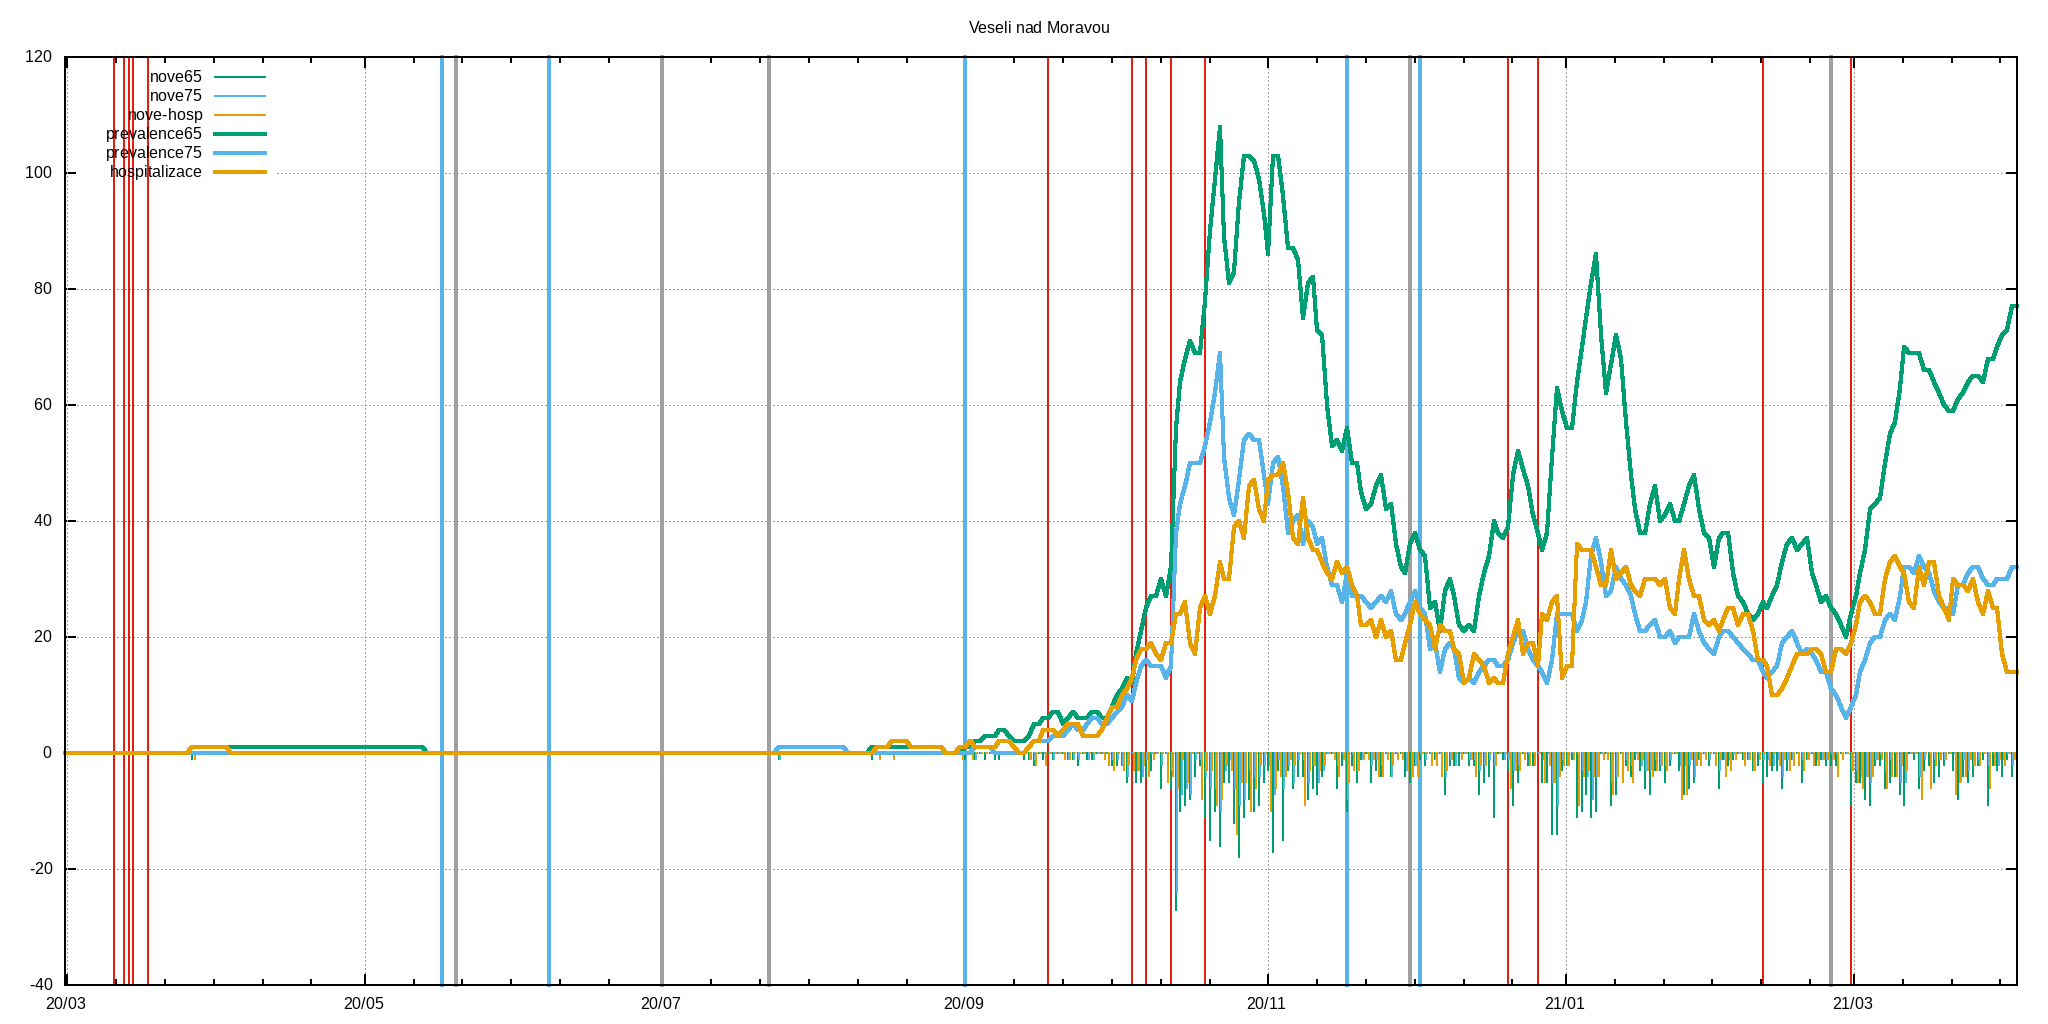 Veseli nad Moravou
120
100
80
60
40
20
0
-20
-40
nove65
nove75
nove-hosp
prevalence65
prevalence75
hospitalizace
20/03 20/05 20/07 20/09 20/11 21/01 21/03